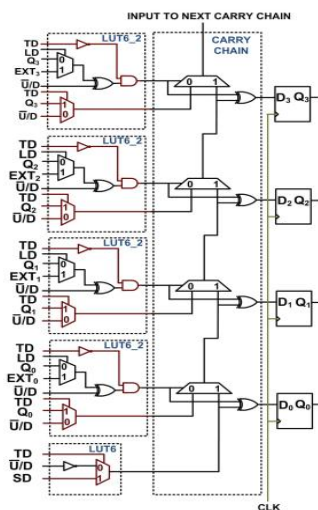 INPUT TO NEXT CARRY CHAIN
LUT6_2
CARRY
CHAIN
TD
LD
Q3
0
EXT3
1
U̅/D
TD
Q3
1
U̅/D
0
0 1
D3 Q3
LUT6_2
TD
LD
Q2
0
EXT2
1
U̅/D
TD
Q2
1
U̅/D
0
0 1
D2 Q2
LUT6_2
TD
LD
Q1
0
EXT1
1
U̅/D
TD
Q1
1
U̅/D
0
0 1
D1 Q1
LUT6_2
TD
LD
Q0
0
EXT0
1
U̅/D
TD
Q0
1
U̅/D
0
0 1
D0 Q0
LUT6
TD
U̅/D
0
SD
1
CLK